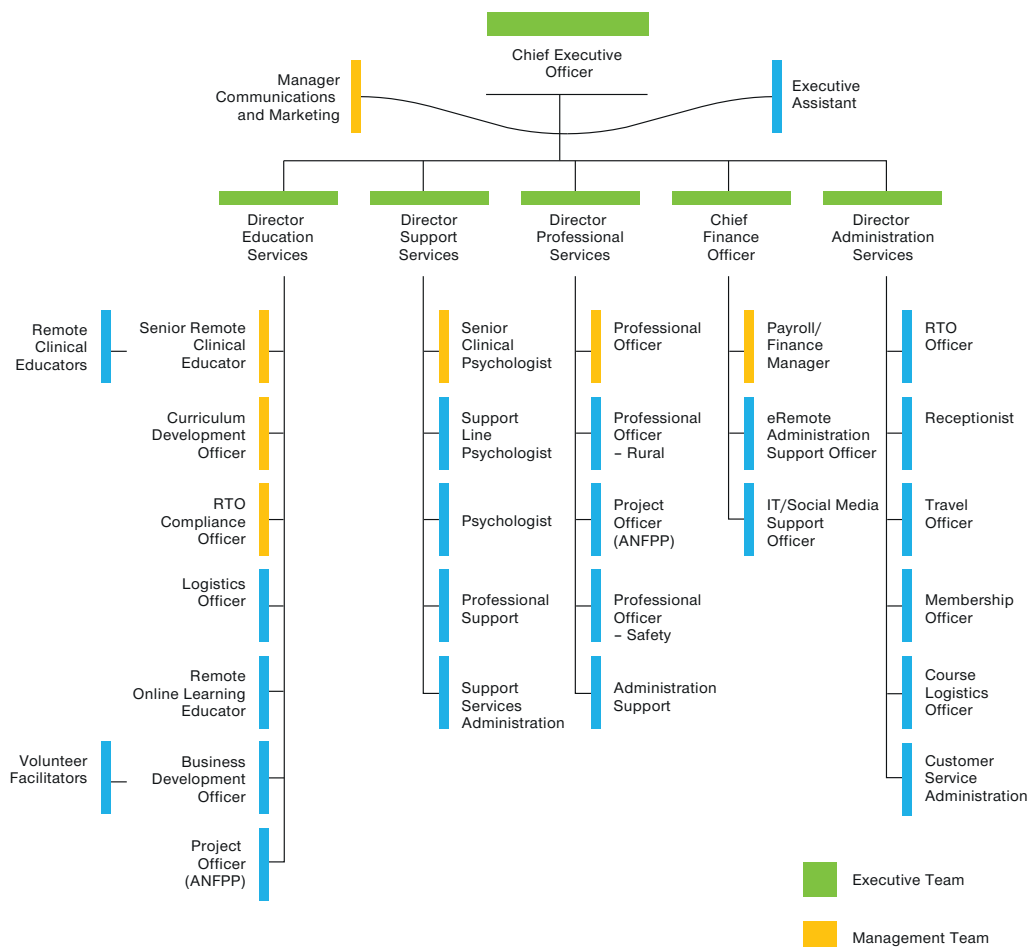 Chief Executive
Officer
Manager
Communications
and Marketing
Executive
Assistant
Director
Education
Services
Director
Support
Services
Director
Professional
Services
Chief
Finance
Officer
Director
Administration
Services
Remote
Clinical
Educators
Senior Remote
Clinical
Educator
Curriculum
Development
Officer
RTO
Compliance
Officer
Logistics
Officer
Remote
Online Learning
Educator
Volunteer
Facilitators
Business
Development
Officer
Project
Officer
(ANFPP)
Senior
Clinical
Psychologist
Support
Line
Psychologist
Psychologist
Professional
Support
Support
Services
Administration
Professional
Officer
Professional
Officer
– Rural
Project
Officer
(ANFPP)
Professional
Officer
– Safety
Administration
Support
Payroll/
Finance
Manager
eRemote
Administration
Support Officer
IT/Social Media
Support
Officer
RTO
Officer
Receptionist
Travel
Officer
Membership
Officer
Course
Logistics
Officer
Customer
Service
Administration
Executive Team
Management Team